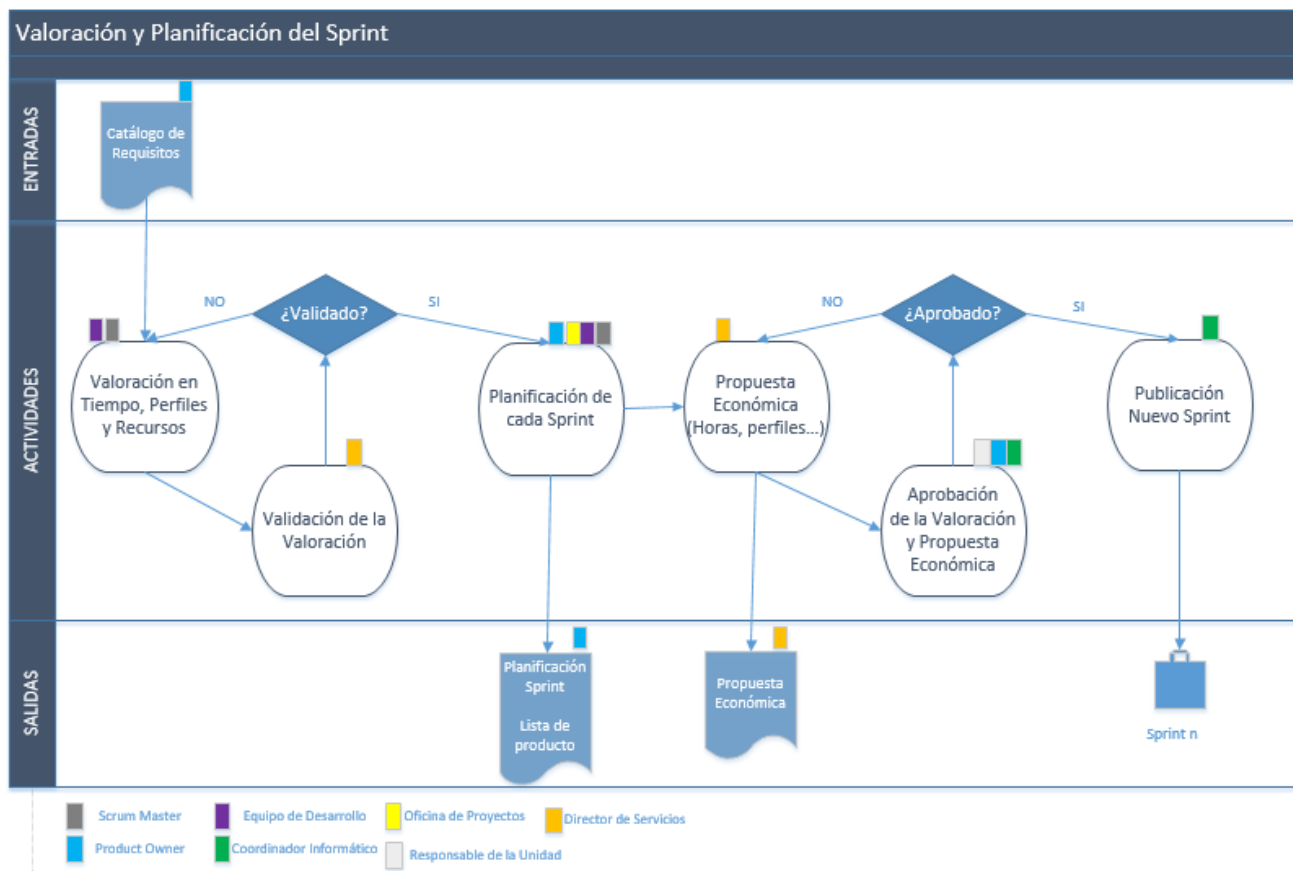 Valoración y Planificación del Sprint
ENTRADAS
Catálogo de
Requisitos
ACTIVIDADES
NO
¿Validado?
SI
NO
¿Aprobado?
SI
Valoración en
Tiempo, Perfiles
y Recursos
Validación de la
Valoración
Planificación de
cada Sprint
Propuesta
Económica
(Horas, perfiles...)
Aprobación
de la Valoración
y Propuesta
Económica
Publicación
Nuevo Sprint
SALIDAS
Planificación
Sprint
Lista de
producto
Propuesta
Económica
Sprint n
Scrum Master
Equipo de Desarrollo
Oficina de Proyectos
Director de Servicios
Product Owner
Coordinador Informático
Responsable de la Unidad